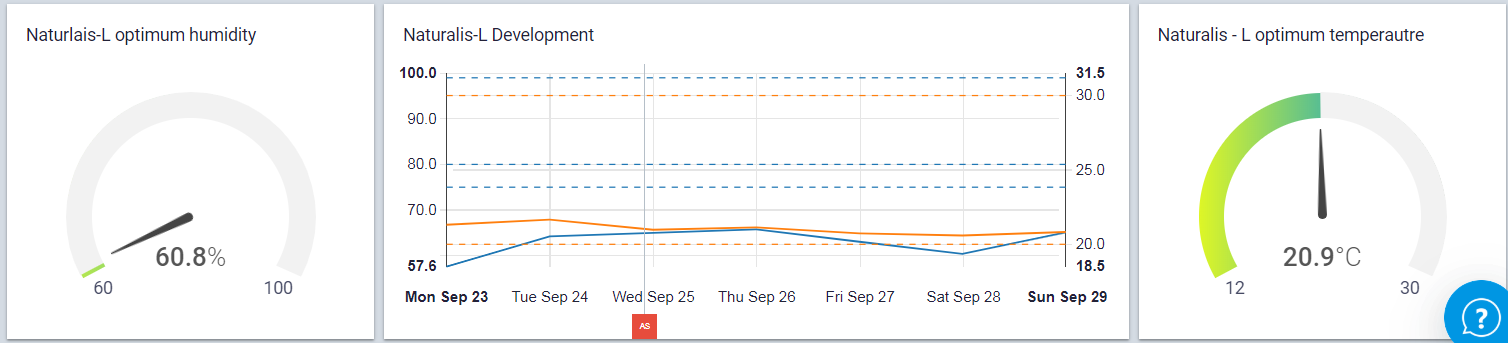 Naturlais-L optimum humidity
60.8%
60
100
Naturalis-L Development
100.0
90.0
80.0
70.0
57.6
31.5
30.0
25.0
20.0
18.5
Mon Sep 23 Tue Sep 24 Wed Sep 25 Thu Sep 26 Fri Sep 27 Sat Sep 28 Sun Sep 29
AS
Naturalis - L optimum temperautre
20.9°C
12
30
?